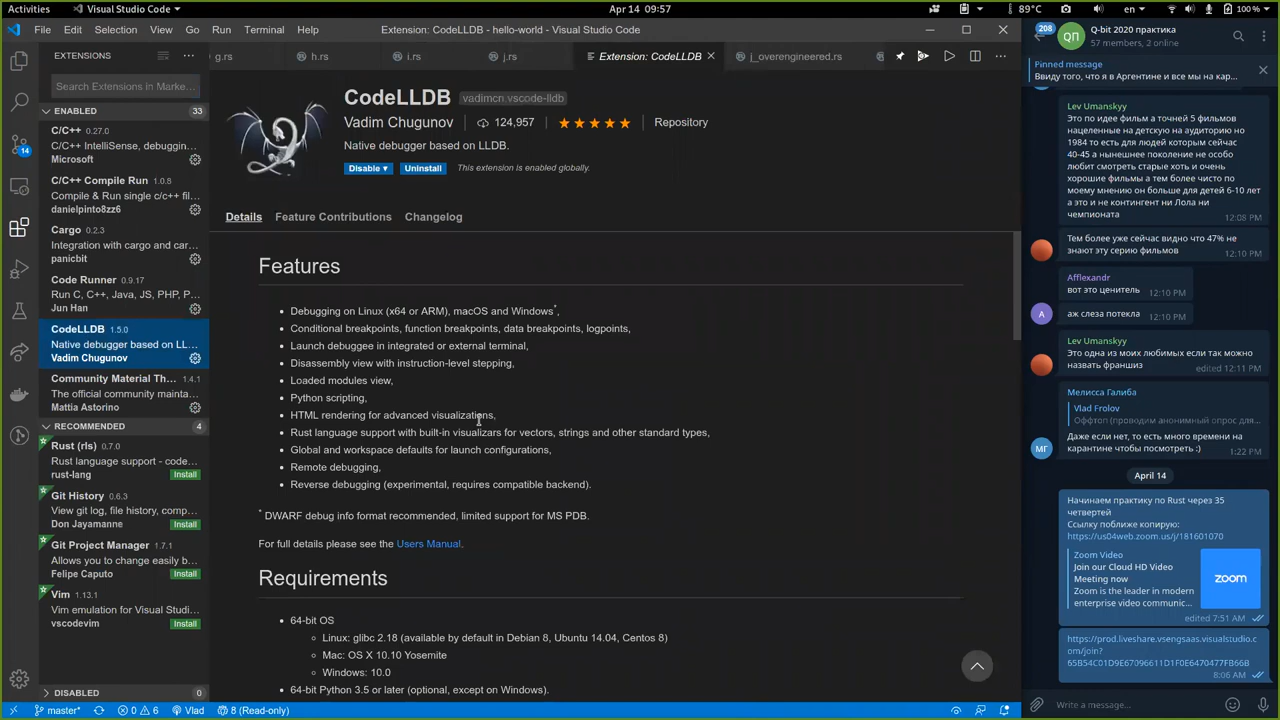 Activities
Visual Studio Code
Apr 14 09:57
89°C
en
100 %
File
Edit
Selection
View
Go
Run
Terminal
Help
Extension: CodeLLDB - hello-world - Visual Studio Code
EXTENSIONS
Search Extensions in Marke...
ENABLED
33
C/C++ 0.27.0
C/C++ IntelliSense, debuggin...
Microsoft
C/C++ Compile Run 1.0.8
Compile & Run single c/c++ fil...
danielpinto8zz6
Cargo 0.2.3
Integration with cargo and car...
panicbit
Code Runner 0.9.17
Run C, C++, Java, JS, PHP, P...
Jun Han
CodeLLDB 1.5.0
Native debugger based on LL...
Vadim Chugunov
Community Material Th... 1.4.1
The official community mainta...
Mattia Astorino
RECOMMENDED
4
Rust (rls) 0.7.0
Rust language support - code...
rust-lang
Install
Git History 0.6.3
View git log, file history, comp...
Don Jayamanne
Install
Git Project Manager 1.7.1
Allows you to change easily b...
Felipe Caputo
Install
Vim 1.13.1
Vim emulation for Visual Studi...
vscodevim
Install
DISABLED
0
14
g.rs
h.rs
i.rs
j.rs
Extension: CodeLLDB
j_overengineered.rs
CodeLLDB
vadimcn.vscode-lldb
Vadim Chugunov
124,957
Repository
Native debugger based on LLDB.
Disable
Uninstall
This extension is enabled globally.
Details
Feature Contributions
Changelog
Features
Debugging on Linux (x64 or ARM), macOS and Windows*,
Conditional breakpoints, function breakpoints, data breakpoints, logpoints,
Launch debuggee in integrated or external terminal,
Disassembly view with instruction-level stepping,
Loaded modules view,
Python scripting,
HTML rendering for advanced visualizations,
Rust language support with built-in visualizars for vectors, strings and other standard types,
Global and workspace defaults for launch configurations,
Remote debugging,
Reverse debugging (experimental, requires compatible backend).
* DWARF debug info format recommended, limited support for MS PDB.
For full details please see the Users Manual.
Requirements
64-bit OS
Linux: glibc 2.18 (available by default in Debian 8, Ubuntu 14.04, Centos 8)
Mac: OS X 10.10 Yosemite
Windows: 10.0
64-bit Python 3.5 or later (optional, except on Windows).
master*
0
6
Vlad
8 (Read-only)
208
QП
Q-bit 2020 практика
57 members, 2 online
Pinned message
Ввиду того, что я в Аргентине и все мы на кар...
Lev Umanskyy
Это по идее фильм а точней 5 фильмов
нацеленные на детскую на аудиторию но
1984 то есть для людей которым сейчас
40-45 а нынешнее поколение не особо
любит смотреть старые хоть и очень
хорошие фильмы а тем более чисто по
моему мнению он больше для детей 6-10 лет
а это и не контингент ни Лола ни
чемпионата
12:08 PM
Тем более уже сейчас видно что 47% не
знают эту серию фильмов
12:10 PM
Afflexandr
вот это ценитель
12:10 PM
A
аж слеза потекла
12:10 PM
Lev Umanskyy
Это одна из моих любимых если так можно
назвать франшиз
edited 12:11 PM
Мелисса Галиба
Vlad Frolov
Оффтоп (проводим анонимный опрос для...
Даже если нет, то есть много времени на
карантине чтобы посмотреть :)
1:22 PM
МГ
April 14
Начинаем практику по Rust через 35
четвертей
Ссылку поближе копирую:
https://us04web.zoom.us/j/181601070
Zoom Video
Join our Cloud HD Video
Meeting now
Zoom is the leader in modern
enterprise video communic...
zoom
edited 7:51 AM
https://prod.liveshare.vsengsaas.visualstudio.c
om/join?
65B54C01D9E67096611D1F0E6470477FB66B
8:06 AM
Write a message...